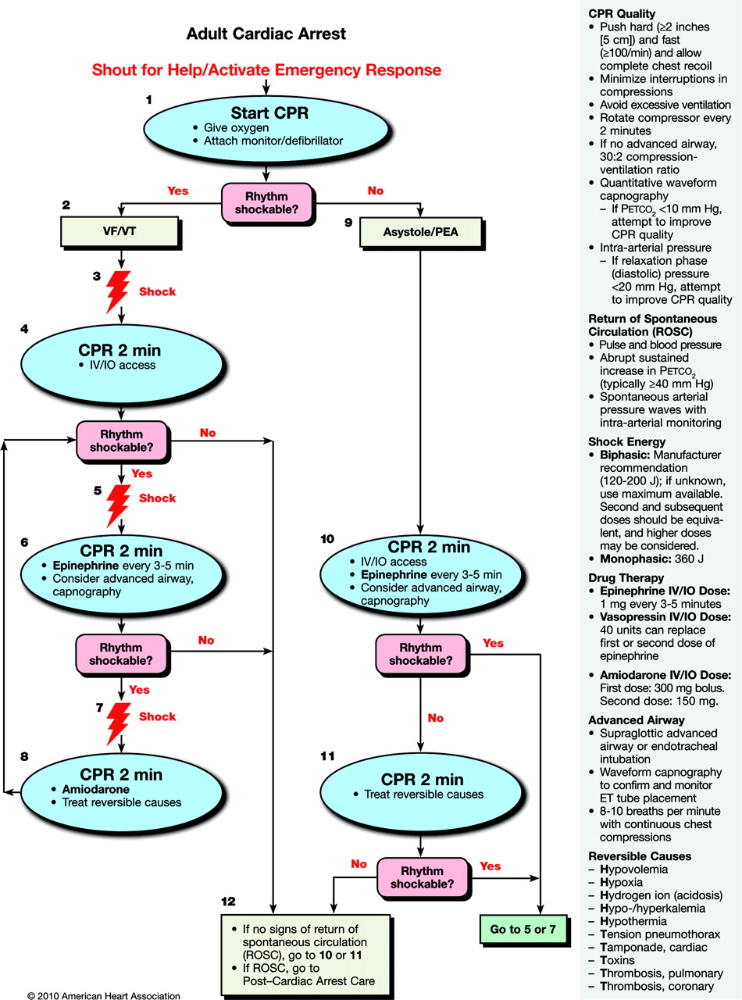 Adult Cardiac Arrest
Shout for Help/Activate Emergency Response
1
Start CPR
• Give oxygen
• Attach monitor/defibrillator
Rhythm
shockable?
Yes
No
2
VF/VT
9
Asystole/PEA
3
Shock
4
CPR 2 min
• IV/IO access
Rhythm
shockable?
No
Yes
5
Shock
6
CPR 2 min
• Epinephrine every 3-5 min
• Consider advanced airway,
capnography
Rhythm
shockable?
No
Yes
7
Shock
8
CPR 2 min
• Amiodarone
• Treat reversible causes
10
CPR 2 min
• IV/IO access
• Epinephrine every 3-5 min
• Consider advanced airway,
capnography
Rhythm
shockable?
Yes
No
11
CPR 2 min
• Treat reversible causes
Rhythm
shockable?
No
Yes
12
• If no signs of return of
spontaneous circulation
(ROSC), go to 10 or 11
• If ROSC, go to
Post–Cardiac Arrest Care
Go to 5 or 7
© 2010 American Heart Association
CPR Quality
• Push hard (≥2 inches
[5 cm]) and fast
(≥100/min) and allow
complete chest recoil
• Minimize interruptions in
compressions
• Avoid excessive ventilation
• Rotate compressor every
2 minutes
• If no advanced airway,
30:2 compression-
ventilation ratio
• Quantitative waveform
capnography
– If PETCO2 <10 mm Hg,
attempt to improve
CPR quality
• Intra-arterial pressure
– If relaxation phase
(diastolic) pressure
<20 mm Hg, attempt
to improve CPR quality
Return of Spontaneous
Circulation (ROSC)
• Pulse and blood pressure
• Abrupt sustained
increase in PETCO2
(typically ≥40 mm Hg)
• Spontaneous arterial
pressure waves with
intra-arterial monitoring
Shock Energy
• Biphasic: Manufacturer
recommendation
(120-200 J); if unknown,
use maximum available.
Second and subsequent
doses should be equiva-
lent, and higher doses
may be considered.
• Monophasic: 360 J
Drug Therapy
• Epinephrine IV/IO Dose:
1 mg every 3-5 minutes
• Vasopressin IV/IO Dose:
40 units can replace
first or second dose of
epinephrine
• Amiodarone IV/IO Dose:
First dose: 300 mg bolus.
Second dose: 150 mg.
Advanced Airway
• Supraglottic advanced
airway or endotracheal
intubation
• Waveform capnography
to confirm and monitor
ET tube placement
• 8-10 breaths per minute
with continuous chest
compressions
Reversible Causes
– Hypovolemia
– Hypoxia
– Hydrogen ion (acidosis)
– Hypo-/hyperkalemia
– Hypothermia
– Tension pneumothorax
– Tamponade, cardiac
– Toxins
– Thrombosis, pulmonary
– Thrombosis, coronary